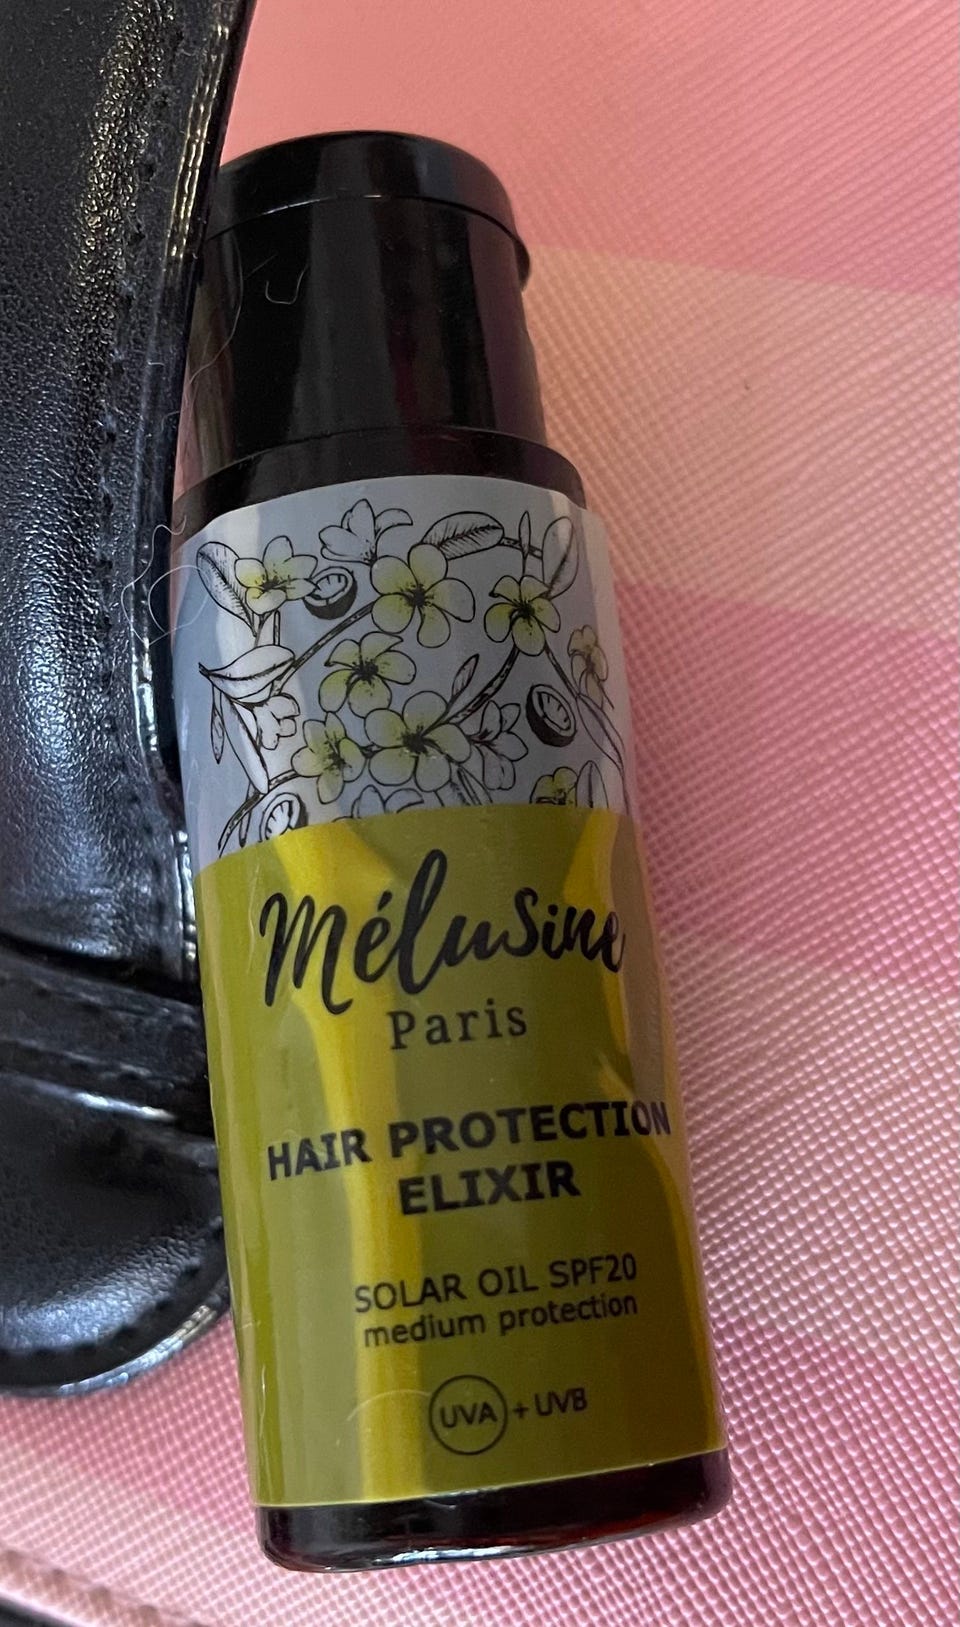 Mélusine
Paris
HAIR PROTECTION
ELIXIR
SOLAR OIL SPF20
medium protection
UVA + UVB